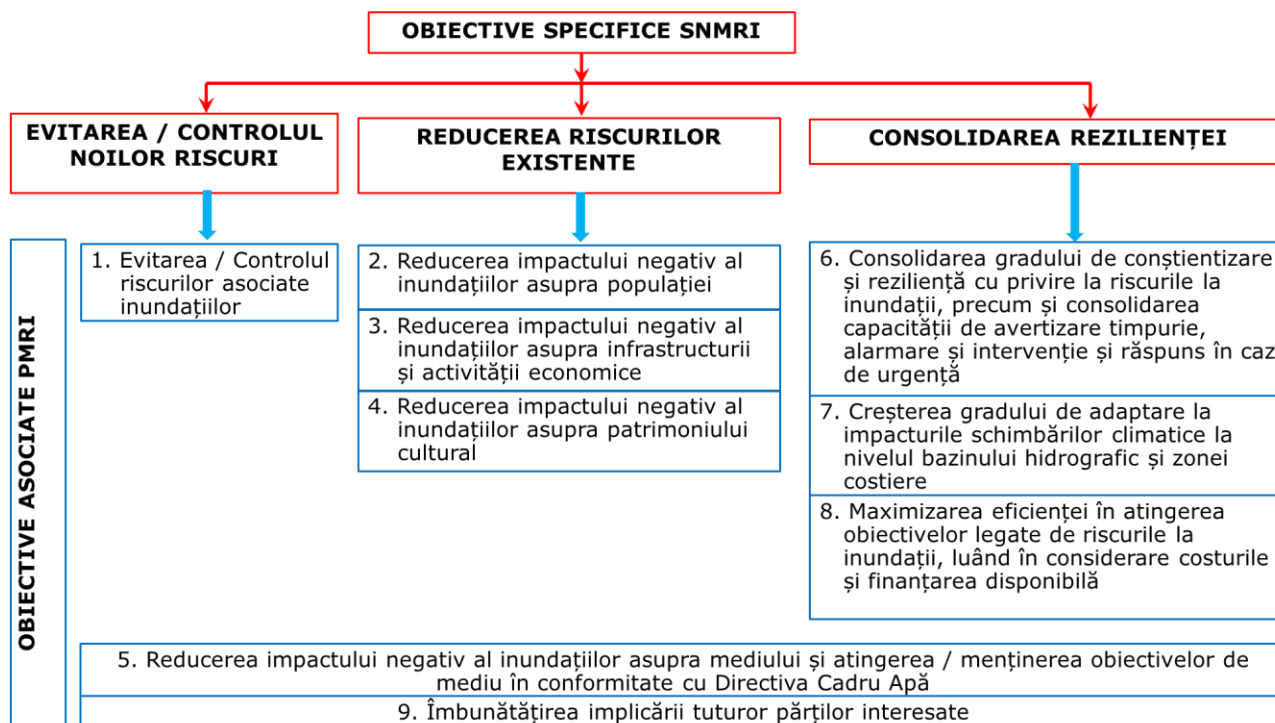 OBIECTIVE SPECIFICE SNMRI
EVITAREA / CONTROLUL
NOILOR RISCURI
REDUCEREA RISCURILOR
EXISTENTE
CONSOLIDAREA REZILIENȚEI
OBIECTIVE ASOCIATE PMRI
1. Evitarea / Controlul
riscurilor asociate
inundațiilor
2. Reducerea impactului negativ al
inundațiilor asupra populației
3. Reducerea impactului negativ al
inundațiilor asupra infrastructurii
și activității economice
4. Reducerea impactului negativ al
inundațiilor asupra patrimoniului
cultural
6. Consolidarea gradului de conștientizare
și reziliență cu privire la riscurile la
inundații, precum și consolidarea
capacității de avertizare timpurie,
alarmare și intervenție și răspuns în caz
de urgență
7. Creșterea gradului de adaptare la
impacturile schimbărilor climatice la
nivelul bazinului hidrografic și zonei
costiere
8. Maximizarea eficienței în atingerea
obiectivelor legate de riscurile la
inundații, luând în considerare costurile
și finanțarea disponibilă
5. Reducerea impactului negativ al inundațiilor asupra mediului și atingerea / menținerea obiectivelor de
mediu în conformitate cu Directiva Cadru Apă
9. Îmbunătățirea implicării tuturor părților interesate